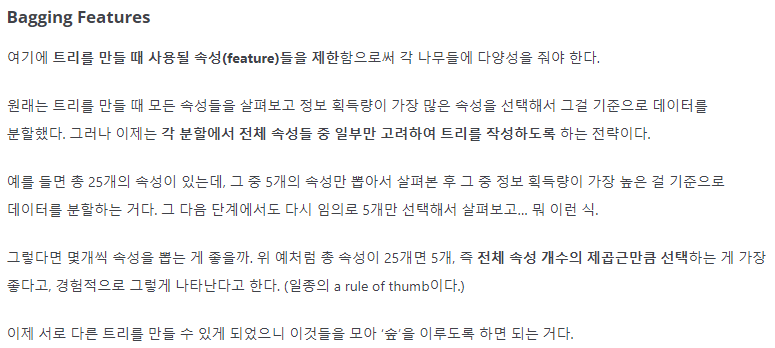 Bagging Features
여기에 트리를 만들 때 사용될 속성(feature)들을 제한함으로써 각 나무들에 다양성을 줘야 한다.
원래는 트리를 만들 때 모든 속성들을 살펴보고 정보 획득량이 가장 많은 속성을 선택해서 그걸 기준으로 데이터를
분할했다. 그러나 이제는 각 분할에서 전체 속성들 중 일부만 고려하여 트리를 작성하도록 하는 전략이다.
예를 들면 총 25개의 속성이 있는데, 그 중 5개의 속성만 뽑아서 살펴본 후 그 중 정보 획득량이 가장 높은 걸 기준으로
데이터를 분할하는 거다. 그 다음 단계에서도 다시 임의로 5개만 선택해서 살펴보고... 뭐 이런 식.
그렇다면 몇개씩 속성을 뽑는 게 좋을까. 위 예처럼 총 속성이 25개면 5개, 즉 전체 속성 개수의 제곱근만큼 선택하는 게 가장
좋다고, 경험적으로 그렇게 나타난다고 한다. (일종의 a rule of thumb이다.)
이제 서로 다른 트리를 만들 수 있게 되었으니 이것들을 모아 ‘숲’을 이루도록 하면 되는 거다.